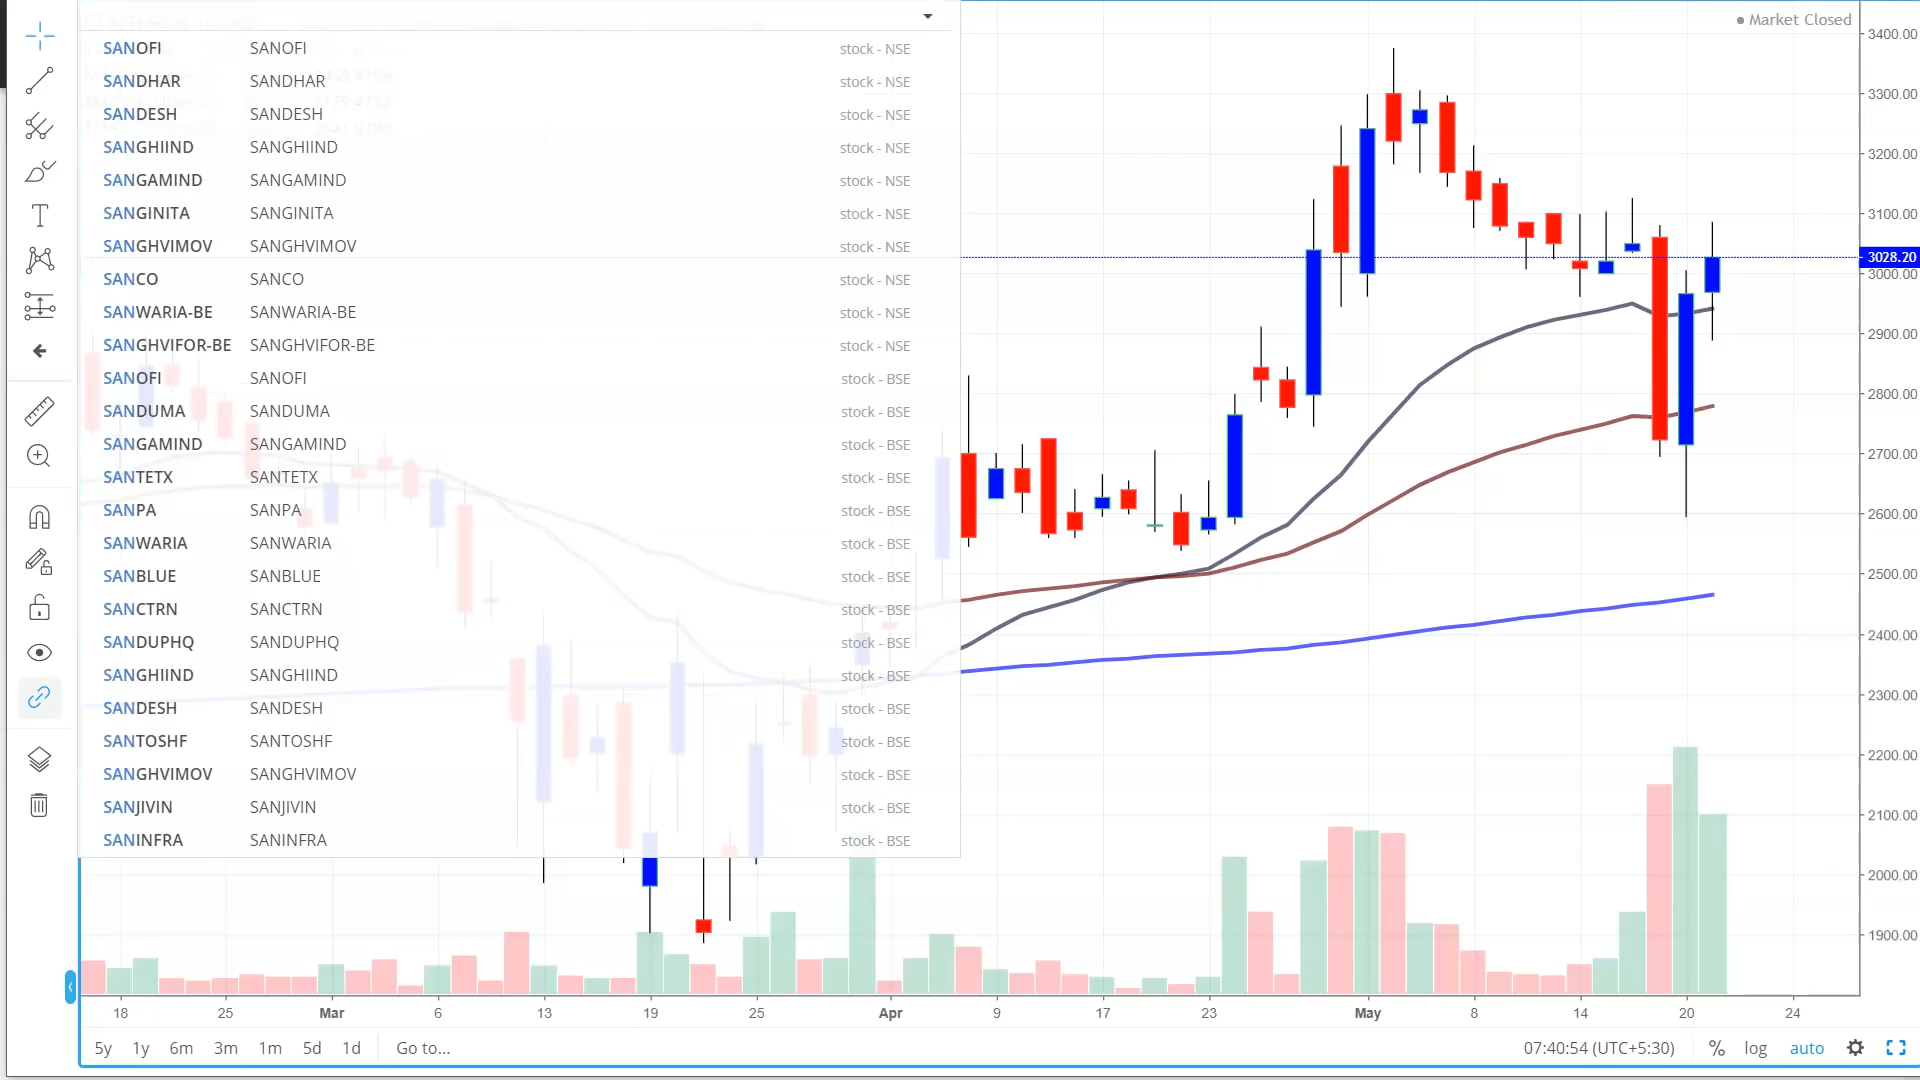 Market Closed
SANOFI SANOFI stock - NSE
SANDHAR SANDHAR stock - NSE
SANDESH SANDESH stock - NSE
SANGHIIND SANGHIIND stock - NSE
SANGAMIND SANGAMIND stock - NSE
SANGINITA SANGINITA stock - NSE
SANGHVIMOV SANGHVIMOV stock - NSE
SANCO SANCO stock - NSE
SANWARIA-BE SANWARIA-BE stock - NSE
SANGHVIFOR-BE SANGHVIFOR-BE stock - NSE
SANOFI SANOFI stock - BSE
SANDUMA SANDUMA stock - BSE
SANGAMIND SANGAMIND stock - BSE
SANTETX SANTETX stock - BSE
SANPA SANPA stock - BSE
SANWARIA SANWARIA stock - BSE
SANBLUE SANBLUE stock - BSE
SANCTRN SANCTRN stock - BSE
SANDUPHQ SANDUPHQ stock - BSE
SANGHIIND SANGHIIND stock - BSE
SANDESH SANDESH stock - BSE
SANTOSHF SANTOSHF stock - BSE
SANGHVIMOV SANGHVIMOV stock - BSE
SANJIVIN SANJIVIN stock - BSE
SANINFRA SANINFRA stock - BSE
3400.00
3300.00
3200.00
3100.00
3028.20
3000.00
2900.00
2800.00
2700.00
2600.00
2500.00
2400.00
2300.00
2200.00
2100.00
2000.00
1900.00
18 25 Mar 6 13 19 25 Apr 9 17 23 May 8 14 20 24
5y 1y 6m 3m 1m 5d 1d Go to... 07:40:54 (UTC+5:30) % log auto